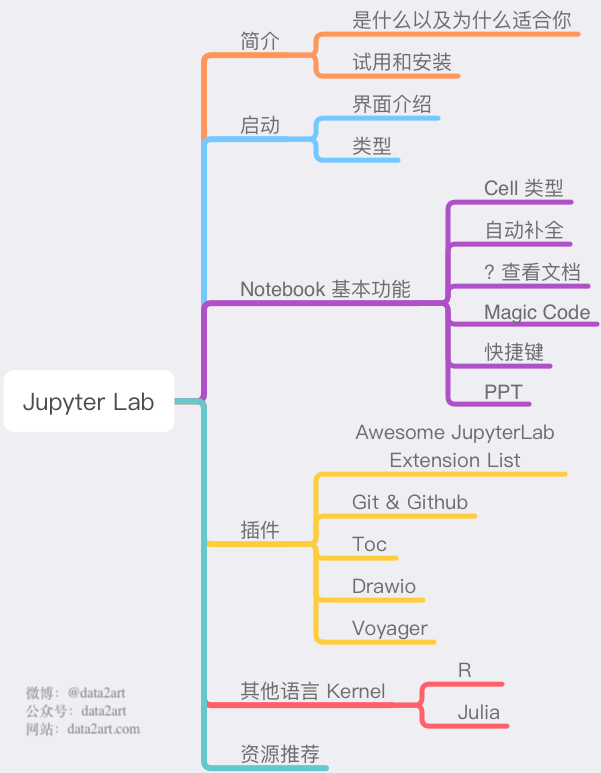 简介
是什么以及为什么适合你
试用和安装
启动
界面介绍
类型
Notebook 基本功能
Cell 类型
自动补全
? 查看文档
Magic Code
快捷键
PPT
Jupyter Lab
插件
Awesome JupyterLab
Extension List
Git & Github
Toc
Drawio
Voyager
其他语言 Kernel
R
Julia
资源推荐
微博：@data2art
公众号：data2art
网站：data2art.com